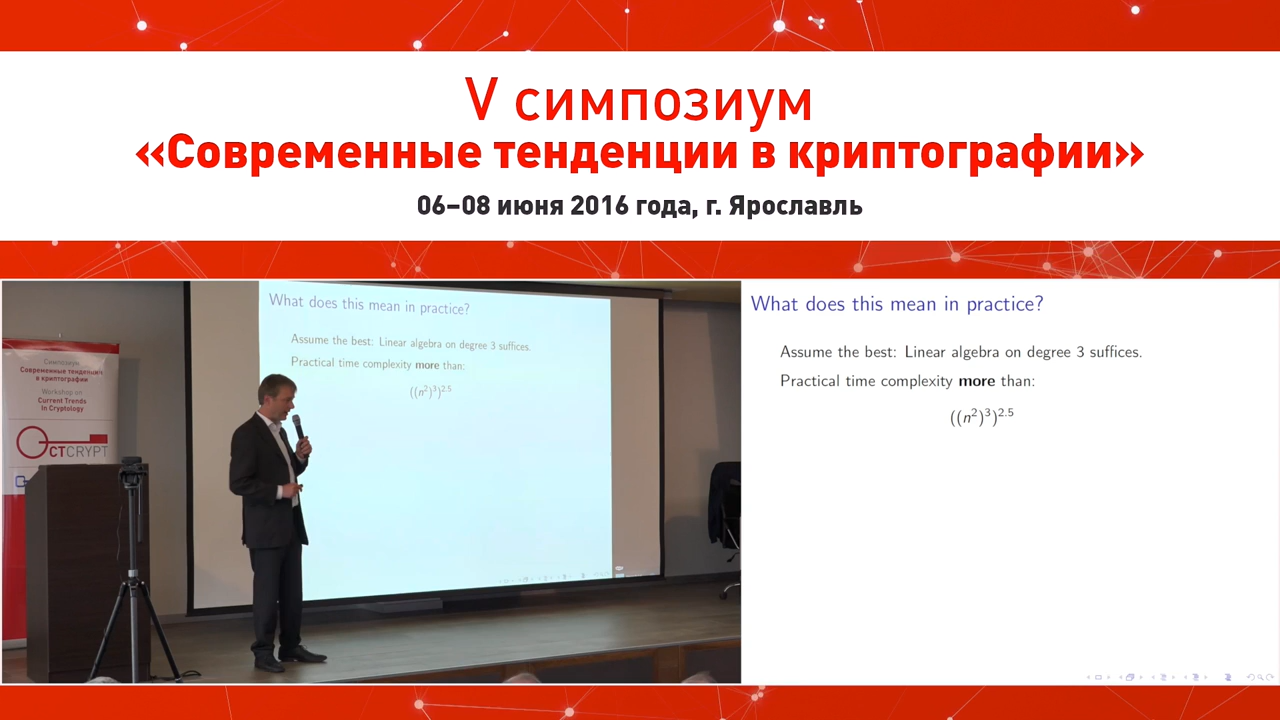 V симпозиум
«Современные тенденции в криптографии»
06–08 июня 2016 года, г. Ярославль
Симпозиум
Современные тенденции
в криптографии
Workshop on
Current Trends
in Cryptology
CTCRYPT
What does this mean in practice?
Assume the best: Linear algebra on degree 3 suffices.
Practical time complexity more than:
((n²)³)²·⁵
What does this mean in practice?
Assume the best: Linear algebra on degree 3 suffices.
Practical time complexity more than:
((n²)³)²·⁵